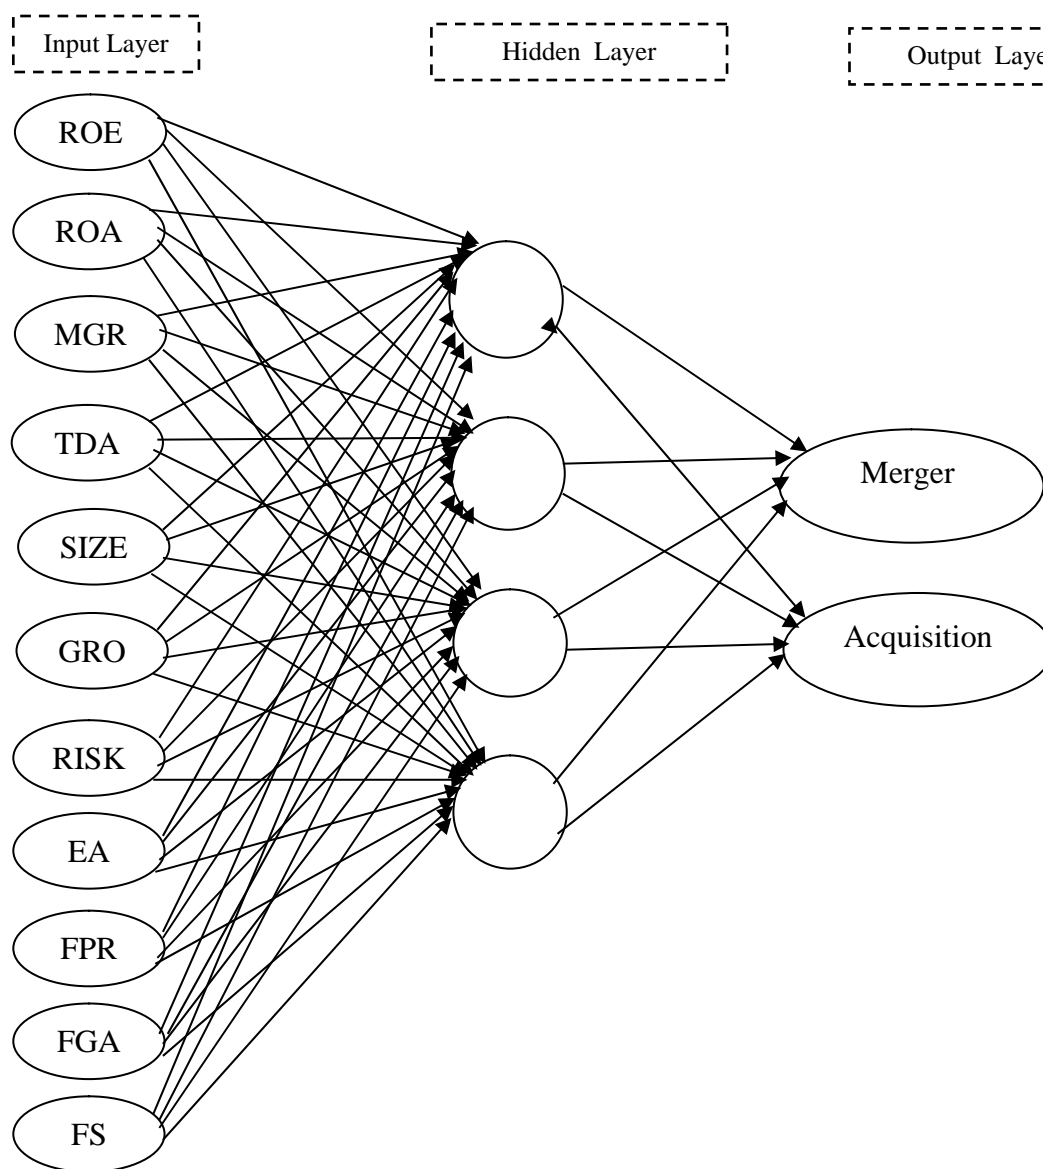 Input Layer
Hidden Layer
Output Laye
ROE
ROA
MGR
TDA
SIZE
GRO
RISK
EA
FPR
FGA
FS
Merger
Acquisition